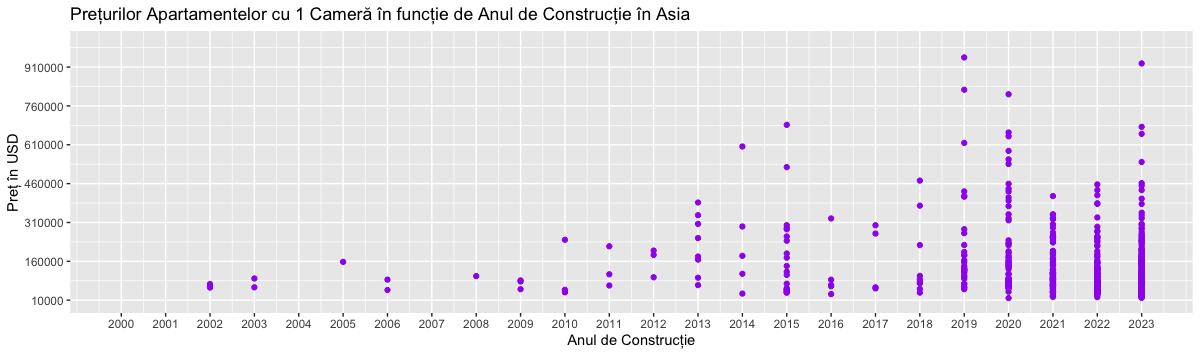 Prețurilor Apartamentelor cu 1 Cameră în funcție de Anul de Construcție în Asia
Preț în USD
910000
760000
610000
460000
310000
160000
10000
2000 2001 2002 2003 2004 2005 2006 2007 2008 2009 2010 2011 2012 2013 2014 2015 2016 2017 2018 2019 2020 2021 2022 2023
Anul de Construcție